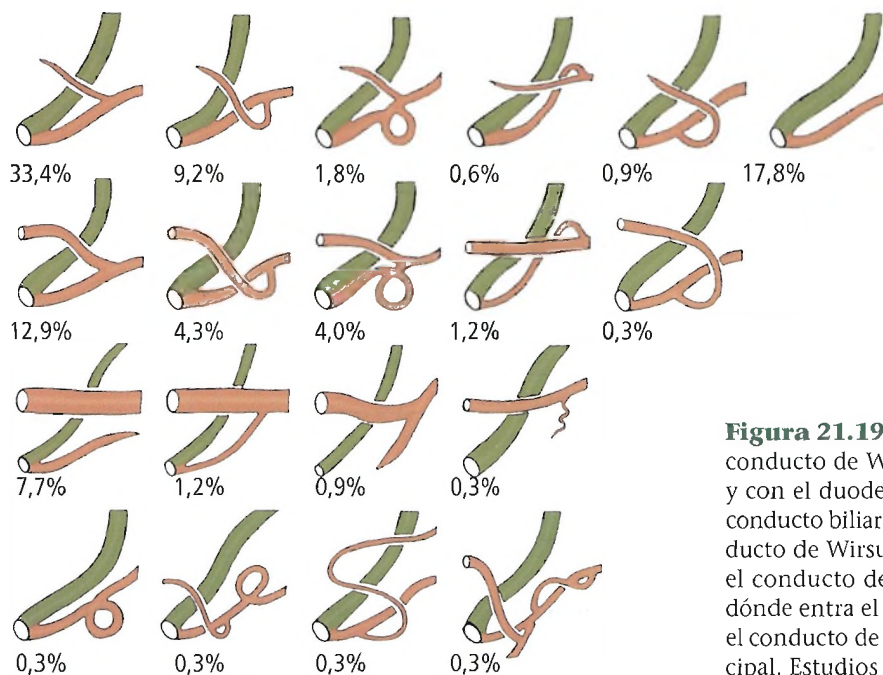 33,4% 9,2% 1,8% 0,6% 0,9% 17,8%
12,9% 4,3% 4,0% 1,2% 0,3%
7,7% 1,2% 0,9% 0,3%
0,3% 0,3% 0,3% 0,3%
Figura 21.19
conducto de W
y con el duode
conducto biliar
ducto de Wirsu
el conducto de
dónde entra el
el conducto de
cipal. Estudios